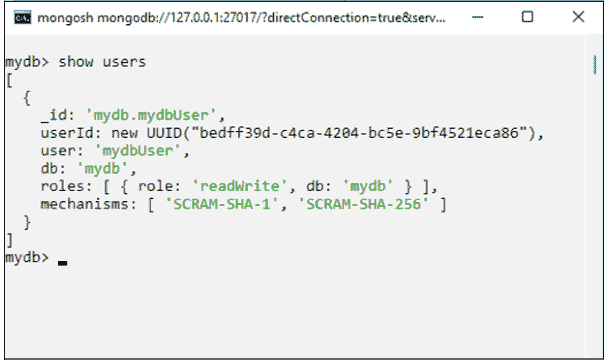 mongosh mongodb://127.0.0.1:27017/?directConnection=true&serv...
mydb> show users
[
  {
    _id: 'mydb.mydbUser',
    userId: new UUID("bedff39d-c4ca-4204-bc5e-9bf4521eca86"),
    user: 'mydbUser',
    db: 'mydb',
    roles: [ { role: 'readWrite', db: 'mydb' } ],
    mechanisms: [ 'SCRAM-SHA-1', 'SCRAM-SHA-256' ]
  }
]
mydb>